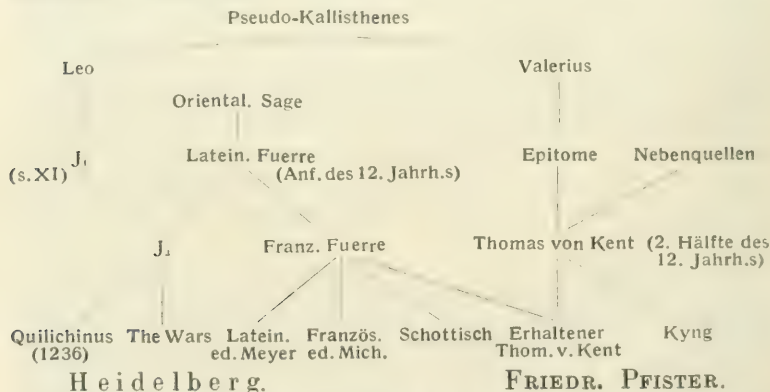 Pseudo-Kallisthenes
Leo Valerius
Oriental. Sage
J₁ Latein. Fuerre Epitome Nebenquellen
(s. XI) (Anf. des 12. Jahrh.s)
J₂ Franz. Fuerre Thomas von Kent (2. Hälfte des
12. Jahrh.s)
Quilichinus The Wars Latein. Französ. Schottisch Erhaltener Kyng
(1236) ed. Meyer ed. Mich. Thom. v. Kent
Heidelberg. FRIEDR. PFISTER.